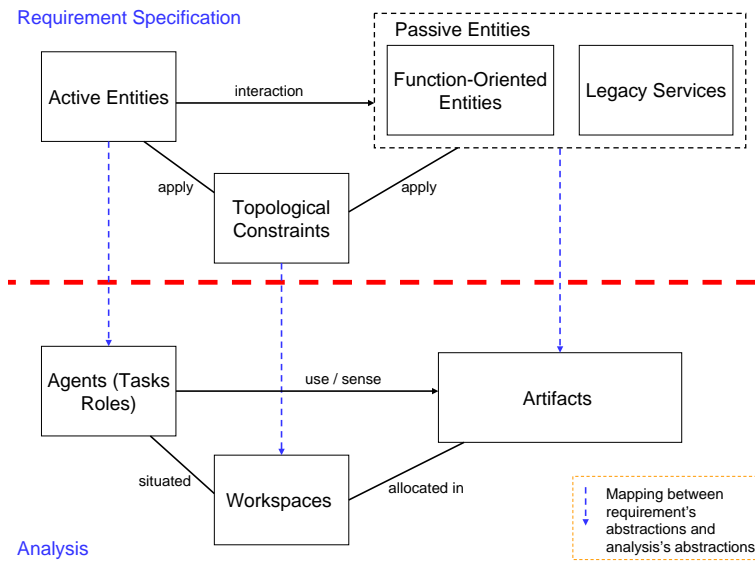 Requirement Specification
Passive Entities
Active Entities
interaction
Function-Oriented
Entities
Legacy Services
apply
apply
Topological
Constraints
Agents (Tasks
Roles)
use / sense
Artifacts
situated
Workspaces
allocated in
Mapping between
requirement's
abstractions and
analysis's abstractions
Analysis